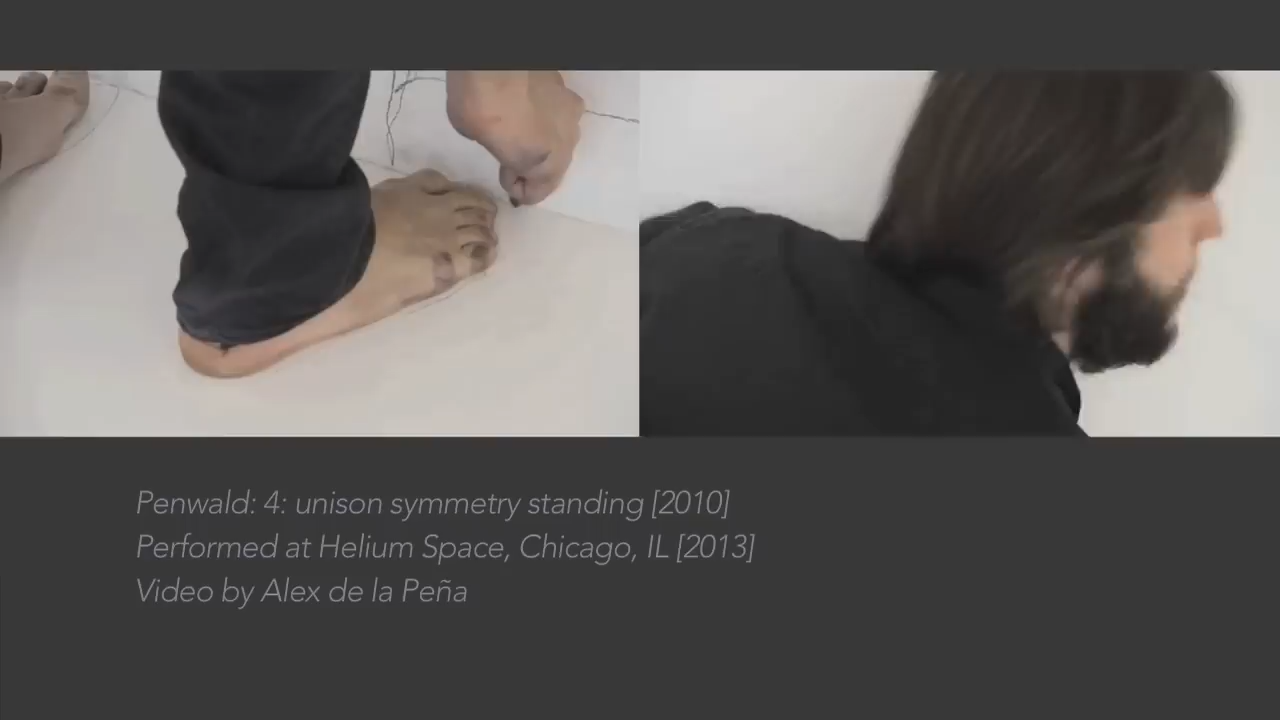 Penwald: 4: unison symmetry standing [2010]
Performed at Helium Space, Chicago, IL [2013]
Video by Alex de la Peña